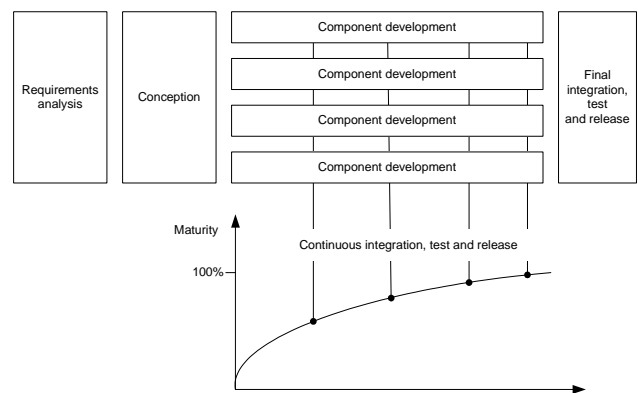 Requirements
analysis
Conception
Component development
Component development
Component development
Component development
Final
integration,
test
and release
Maturity
Continuous integration, test and release
100%